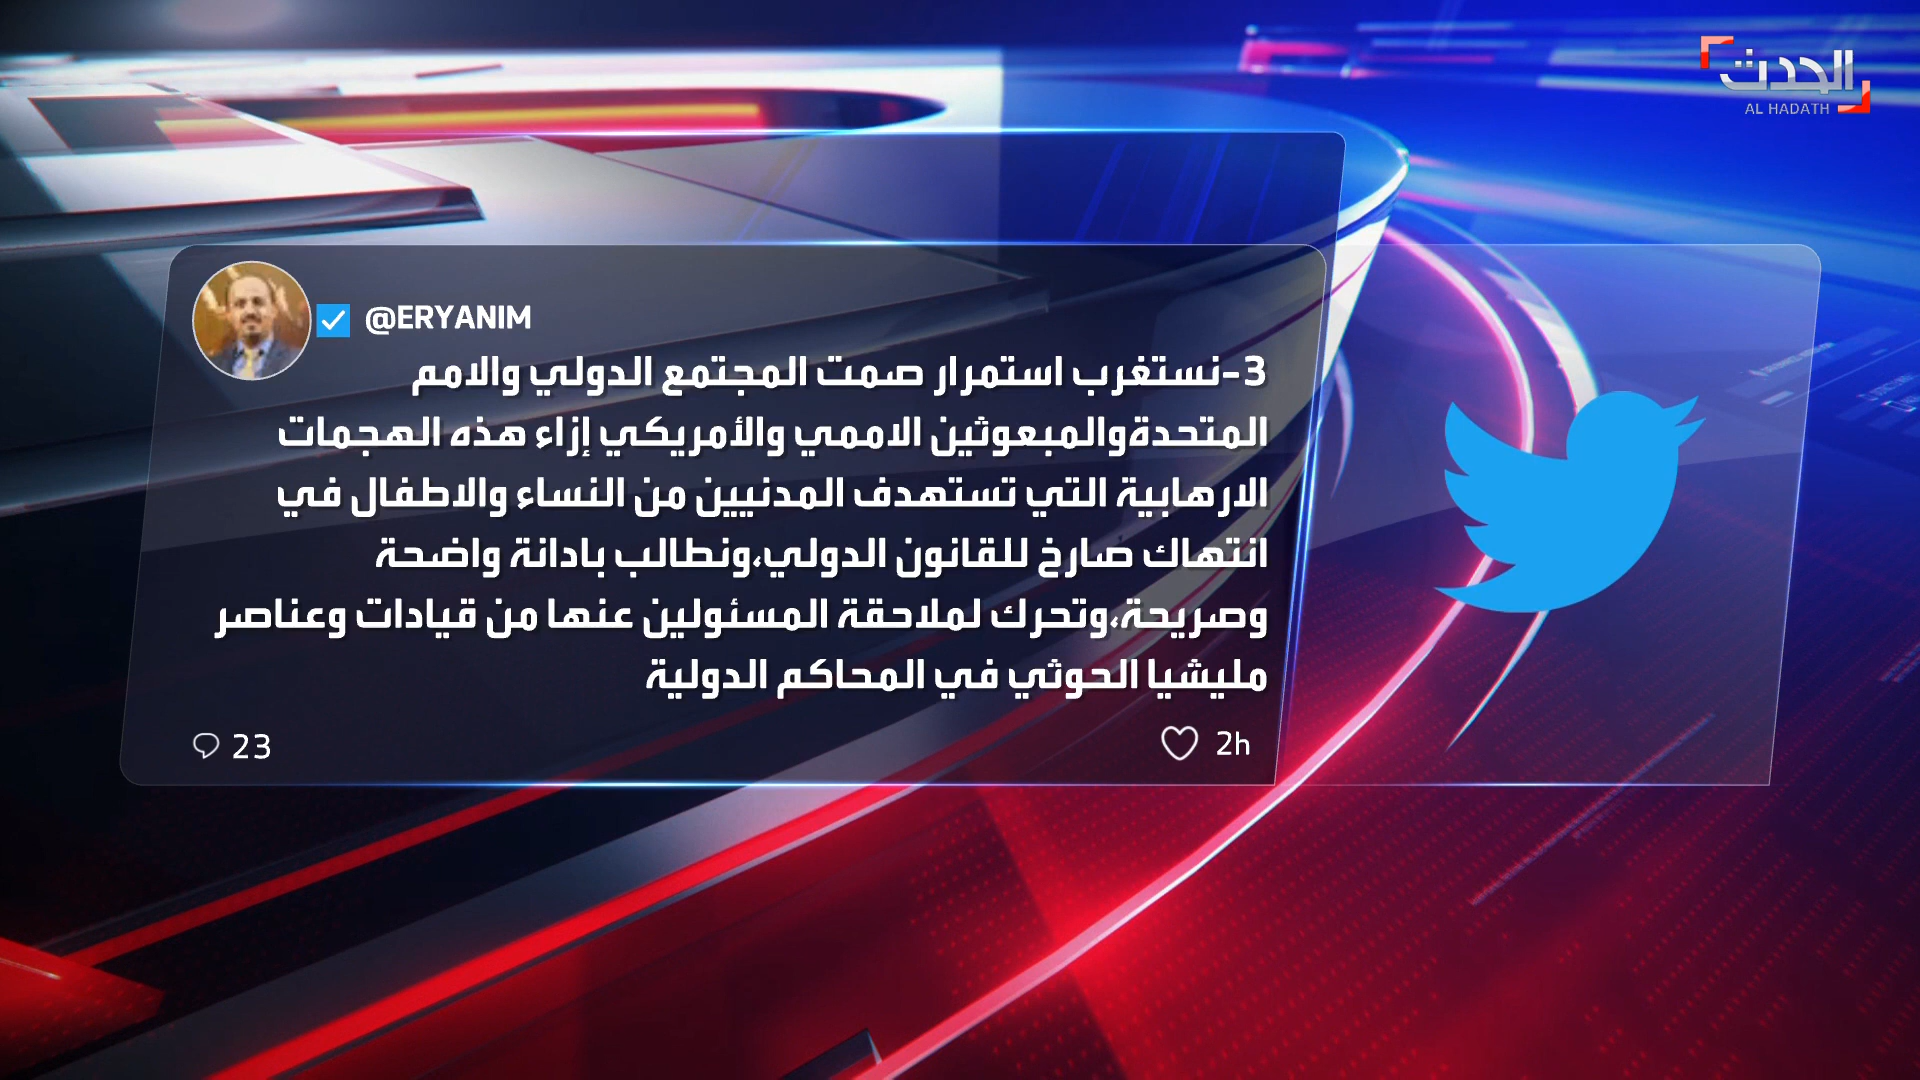 الحدث
AL HADATH
@ERYANIM
3-نستغرب استمرار صمت المجتمع الدولي والامم
المتحدةوالمبعوثين الاممي والأمريكي إزاء هذه الهجمات
الارهابية التي تستهدف المدنيين من النساء والاطفال في
انتهاك صارخ للقانون الدولي،ونطالب بادانة واضحة
وصريحة،وتحرك لملاحقة المسئولين عنها من قيادات وعناصر
مليشيا الحوثي في المحاكم الدولية
23
2h